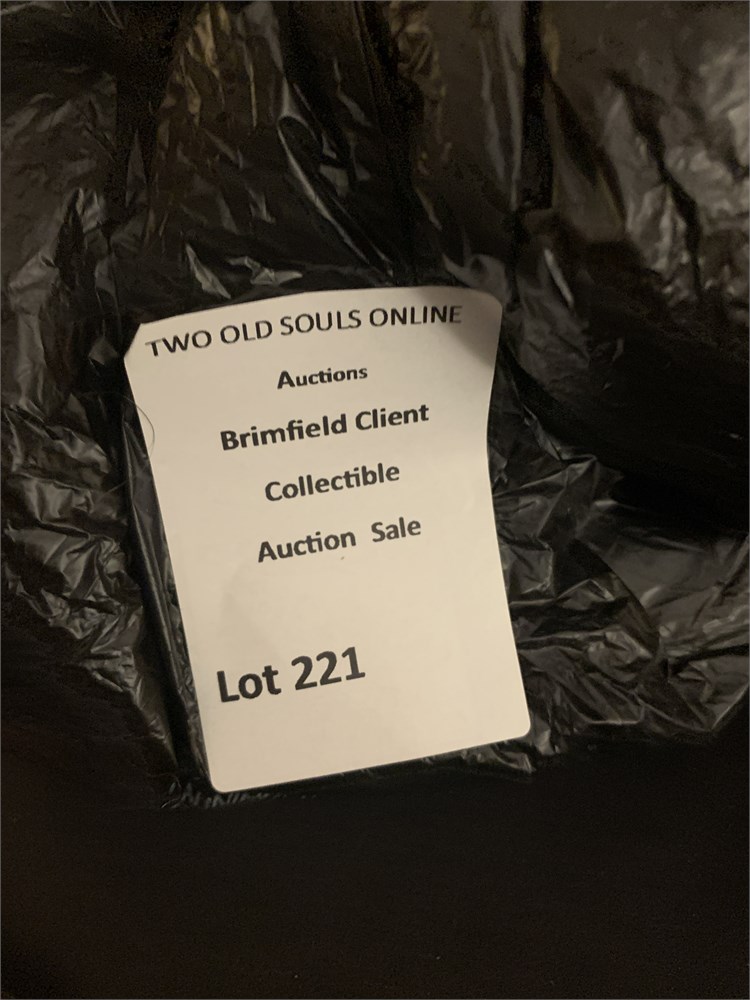 TWO OLD SOULS ONLINE
Auctions
Brimfield Client
Collectible
Auction Sale
Lot 221